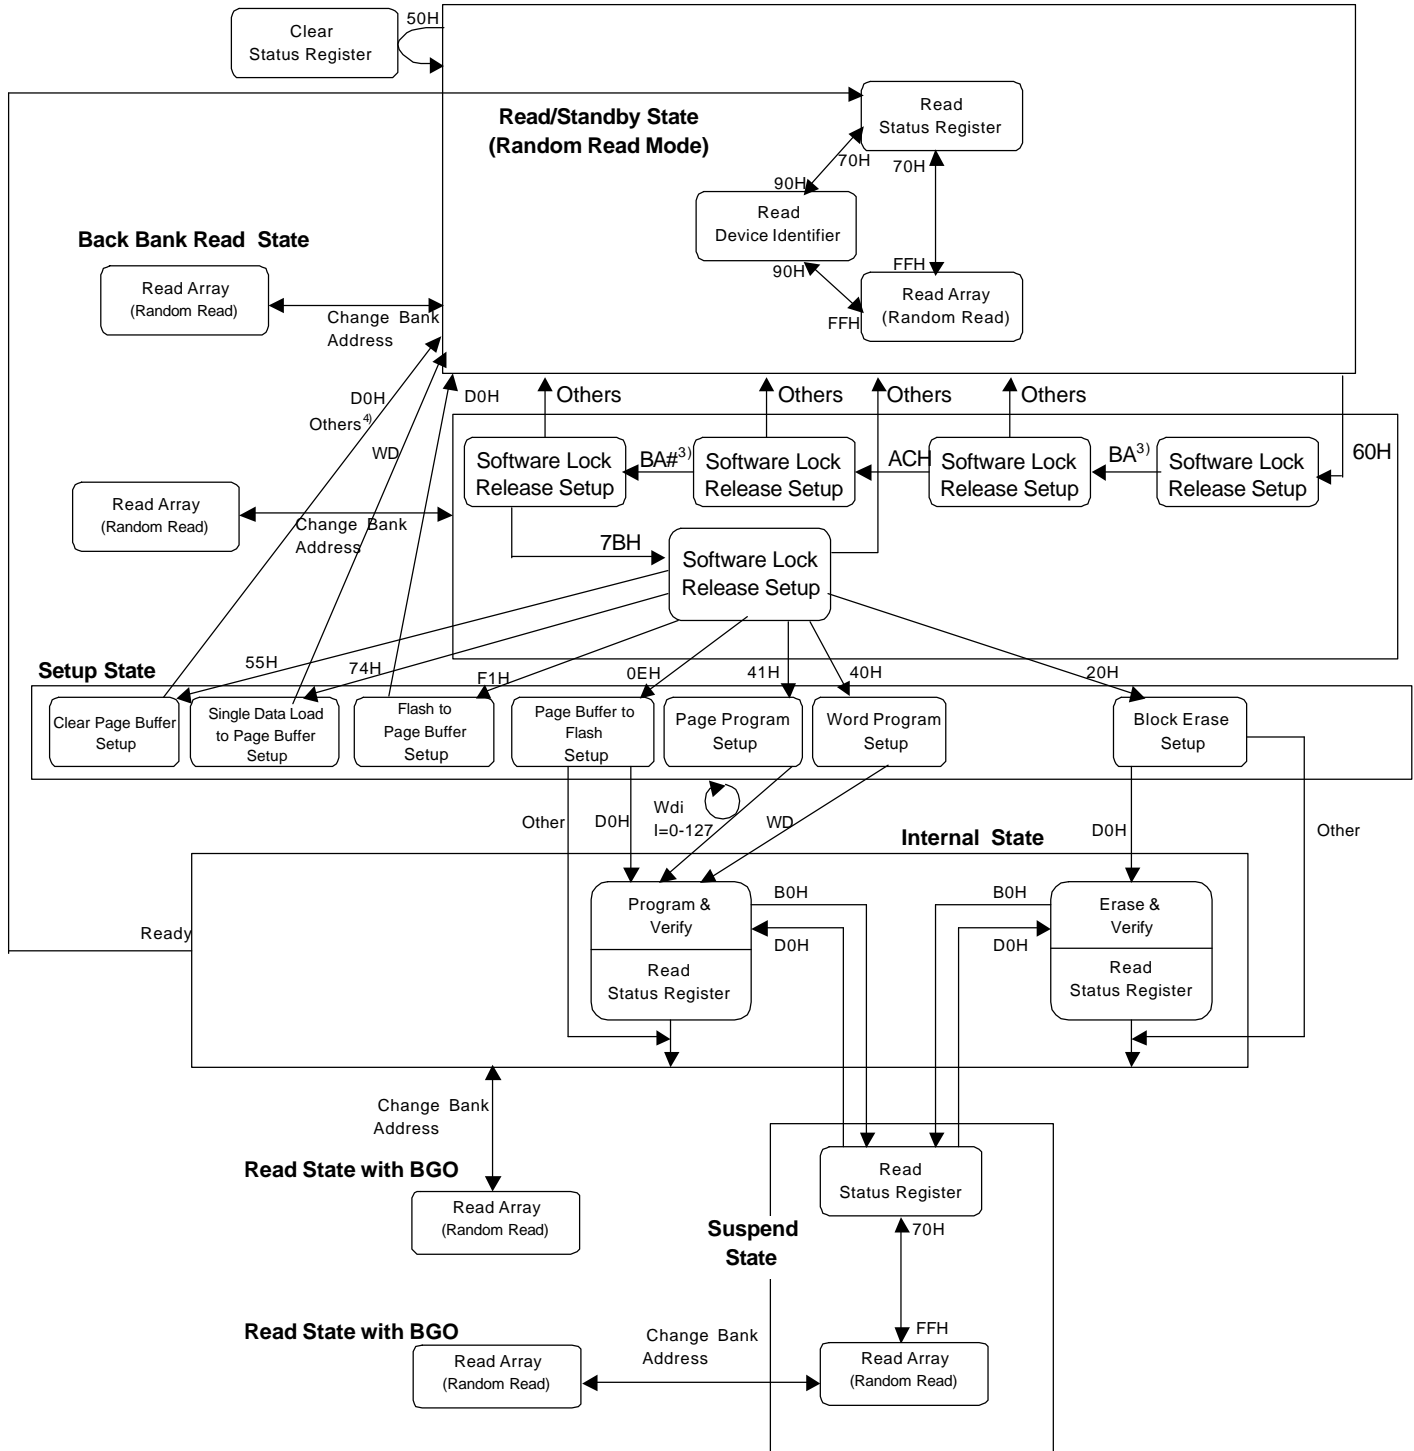 50H
Clear
Status Register
Read/Standby State
(Random Read Mode)
Read
Status Register
70H
70H
90H
Read
Device Identifier
90H
FFH
Read Array
(Random Read)
FFH
Back Bank Read State
Read Array
(Random Read)
Change Bank
Address
D0H
Others4)
WD
D0H
Others
Others
Others
Others
Software Lock
Release Setup
BA#3)
Software Lock
Release Setup
ACH
Software Lock
Release Setup
BA3)
Software Lock
Release Setup
60H
Read Array
(Random Read)
Change Bank
Address
7BH
Software Lock
Release Setup
Setup State
55H
74H
F1H
0EH
41H
40H
20H
Clear Page Buffer
Setup
Single Data Load
to Page Buffer
Setup
Flash to
Page Buffer
Setup
Page Buffer to
Flash
Setup
Page Program
Setup
Word Program
Setup
Block Erase
Setup
Other
D0H
Wdi
I=0-127
WD
Internal State
D0H
Other
Ready
Program &
Verify
Read
Status Register
B0H
D0H
B0H
D0H
Erase &
Verify
Read
Status Register
Change Bank
Address
Read State with BGO
Read Array
(Random Read)
Read
Status Register
Suspend
State
70H
FFH
Read State with BGO
Read Array
(Random Read)
Change Bank
Address
Read Array
(Random Read)